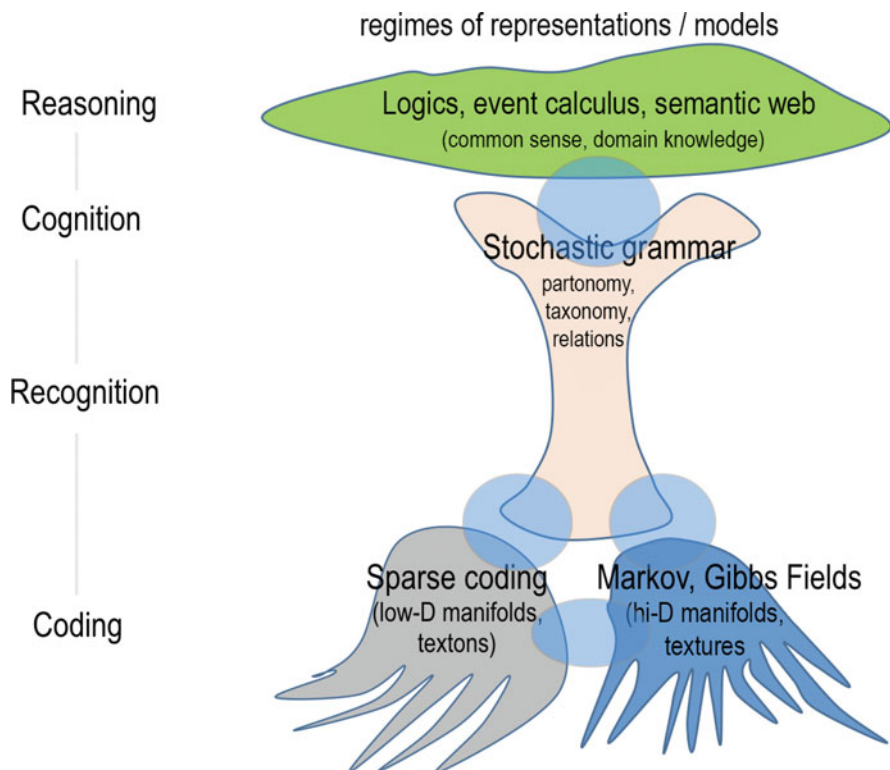 regimes of representations / models
Reasoning
Logics, event calculus, semantic web
(common sense, domain knowledge)
Cognition
Stochastic grammar
partonomy,
taxonomy,
relations
Recognition
Sparse coding
(low-D manifolds,
textons)
Markov, Gibbs Fields
(hi-D manifolds,
textures
Coding